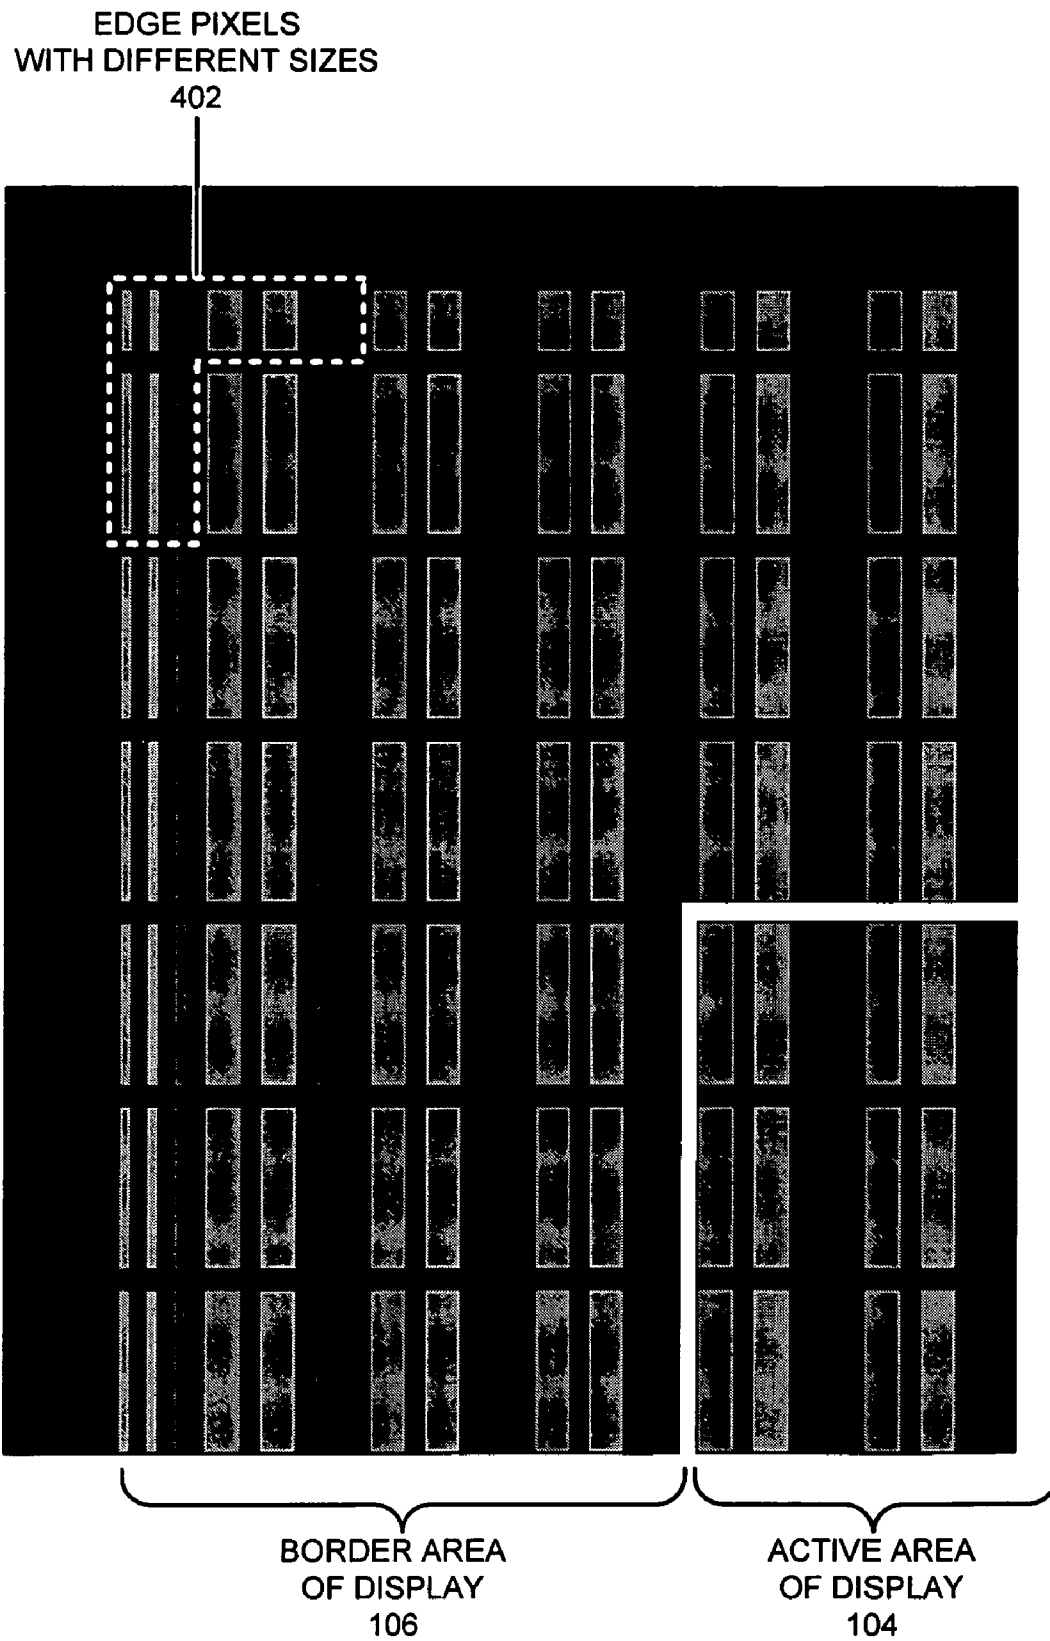 EDGE PIXELS
WITH DIFFERENT SIZES
402
BORDER AREA
OF DISPLAY
106
ACTIVE AREA
OF DISPLAY
104